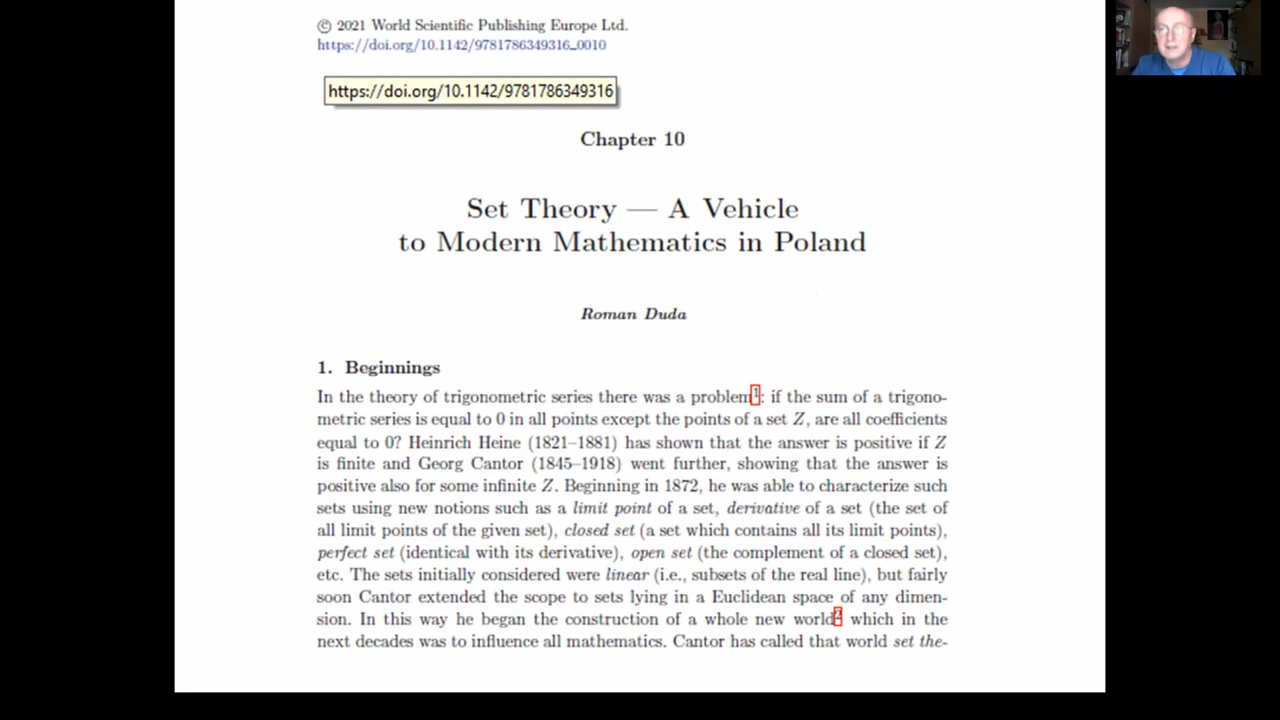 © 2021 World Scientific Publishing Europe Ltd.
https://doi.org/10.1142/9781786349316_0010
https://doi.org/10.1142/9781786349316
Chapter 10
Set Theory — A Vehicle
to Modern Mathematics in Poland
Roman Duda
1. Beginnings
In the theory of trigonometric series there was a problem1: if the sum of a trigono-
metric series is equal to 0 in all points except the points of a set Z, are all coefficients
equal to 0? Heinrich Heine (1821–1881) has shown that the answer is positive if Z
is finite and Georg Cantor (1845–1918) went further, showing that the answer is
positive also for some infinite Z. Beginning in 1872, he was able to characterize such
sets using new notions such as a limit point of a set, derivative of a set (the set of
all limit points of the given set), closed set (a set which contains all its limit points),
perfect set (identical with its derivative), open set (the complement of a closed set),
etc. The sets initially considered were linear (i.e., subsets of the real line), but fairly
soon Cantor extended the scope to sets lying in a Euclidean space of any dimen-
sion. In this way he began the construction of a whole new world2 which in the
next decades was to influence all mathematics. Cantor has called that world set the-